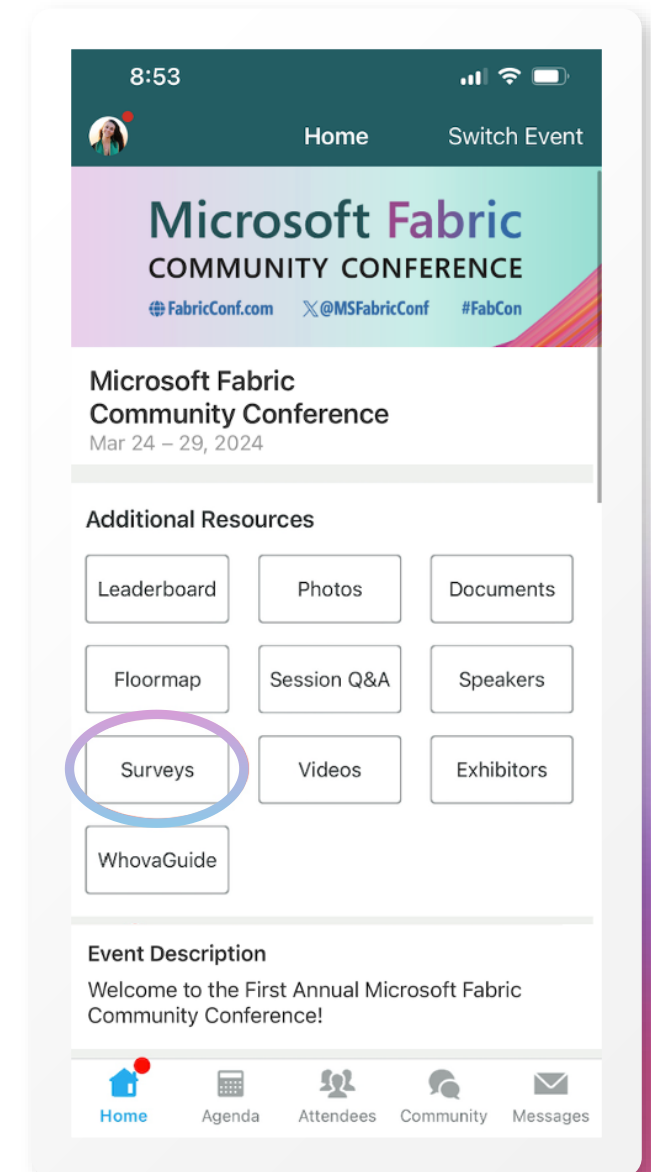 8:53
Home
Switch Event
Microsoft Fabric
COMMUNITY CONFERENCE
FabricConf.com
@MSFabricConf
#FabCon
Microsoft Fabric
Community Conference
Mar 24 – 29, 2024
Additional Resources
Leaderboard
Photos
Documents
Floormap
Session Q&A
Speakers
Surveys
Videos
Exhibitors
WhovaGuide
Event Description
Welcome to the First Annual Microsoft Fabric
Community Conference!
Home
Agenda
Attendees
Community
Messages